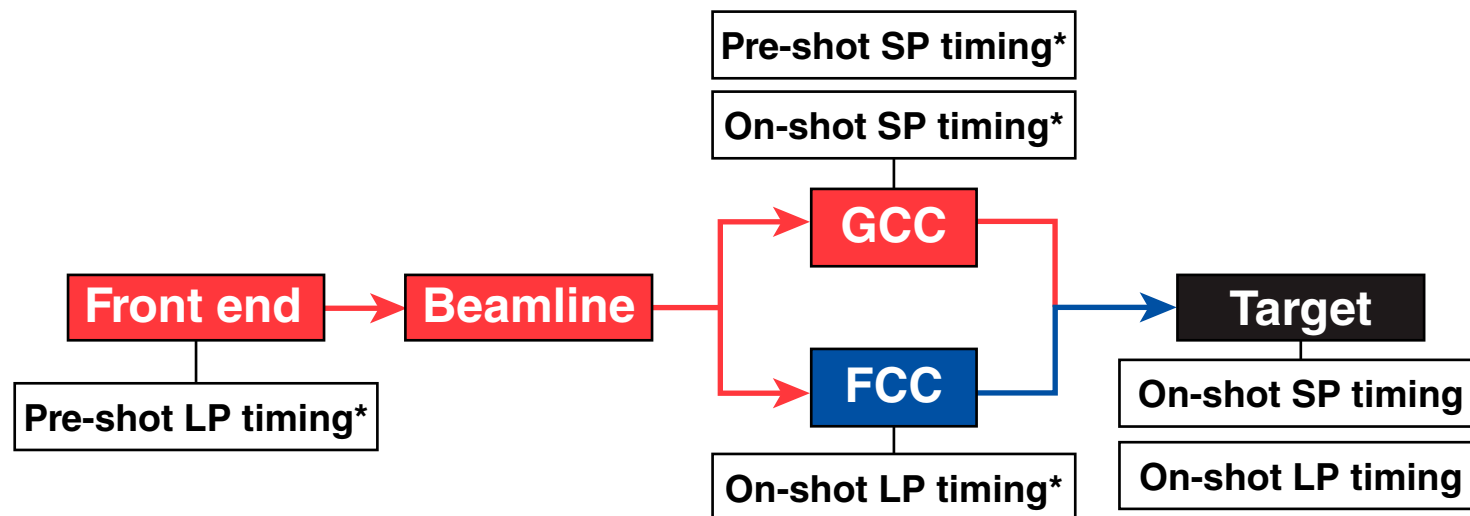 Pre-shot SP timing*
On-shot SP timing*
GCC
Front end
Beamline
Target
Pre-shot LP timing*
FCC
On-shot SP timing
On-shot LP timing*
On-shot LP timing